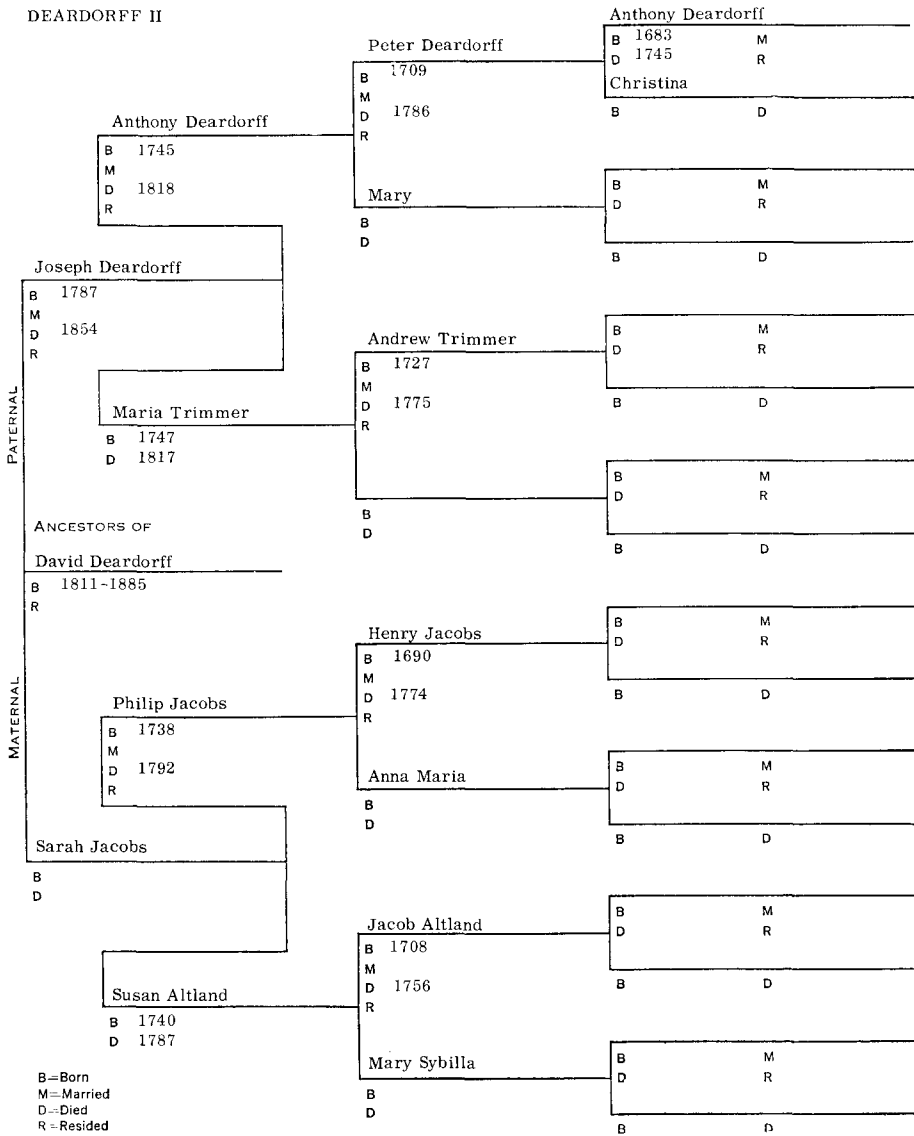 DEARDORFF II
Anthony Deardorff
B 1683 M
D 1745 R
Christina
B D
Peter Deardorff
B 1709
M
D 1786
R
Anthony Deardorff
B 1745
M
D 1818
R
Mary
B
D
B M
D R
B D
Joseph Deardorff
B 1787
M
D 1854
R
Andrew Trimmer
B 1727
M
D 1775
R
B M
D R
B D
PATERNAL
Maria Trimmer
B 1747
D 1817
B
D
B M
D R
B D
ANCESTORS OF
David Deardorff
B 1811-1885
R
Henry Jacobs
B 1690
M
D 1774
R
B M
D R
B D
MATERNAL
Philip Jacobs
B 1738
M
D 1792
R
Anna Maria
B
D
B M
D R
B D
Sarah Jacobs
B
D
Jacob Altland
B 1708
M
D 1756
R
B M
D R
B D
Susan Altland
B 1740
D 1787
Mary Sybilla
B
D
B M
D R
B D
B=Born
M=Married
D=Died
R=Resided